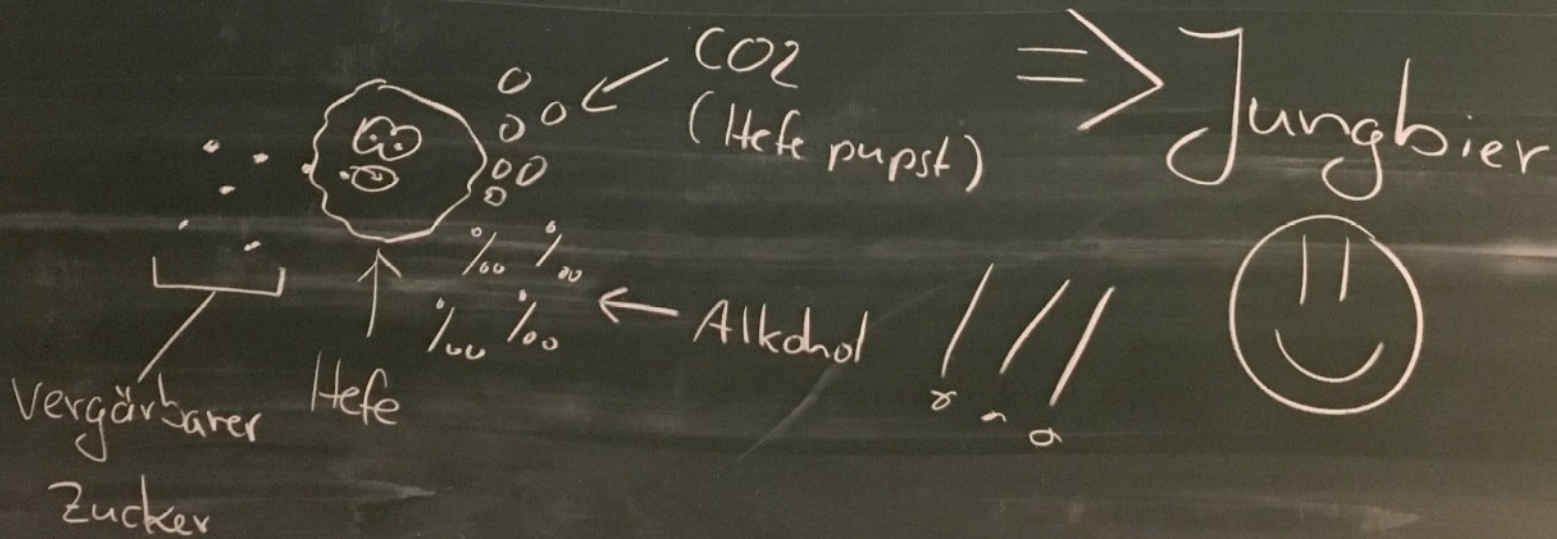 CO2
(Hefe pupst)
=> Jungbier
‰ ‰
‰ ‰
← Alkohol !!!
Hefe
Vergärbarer
Zucker